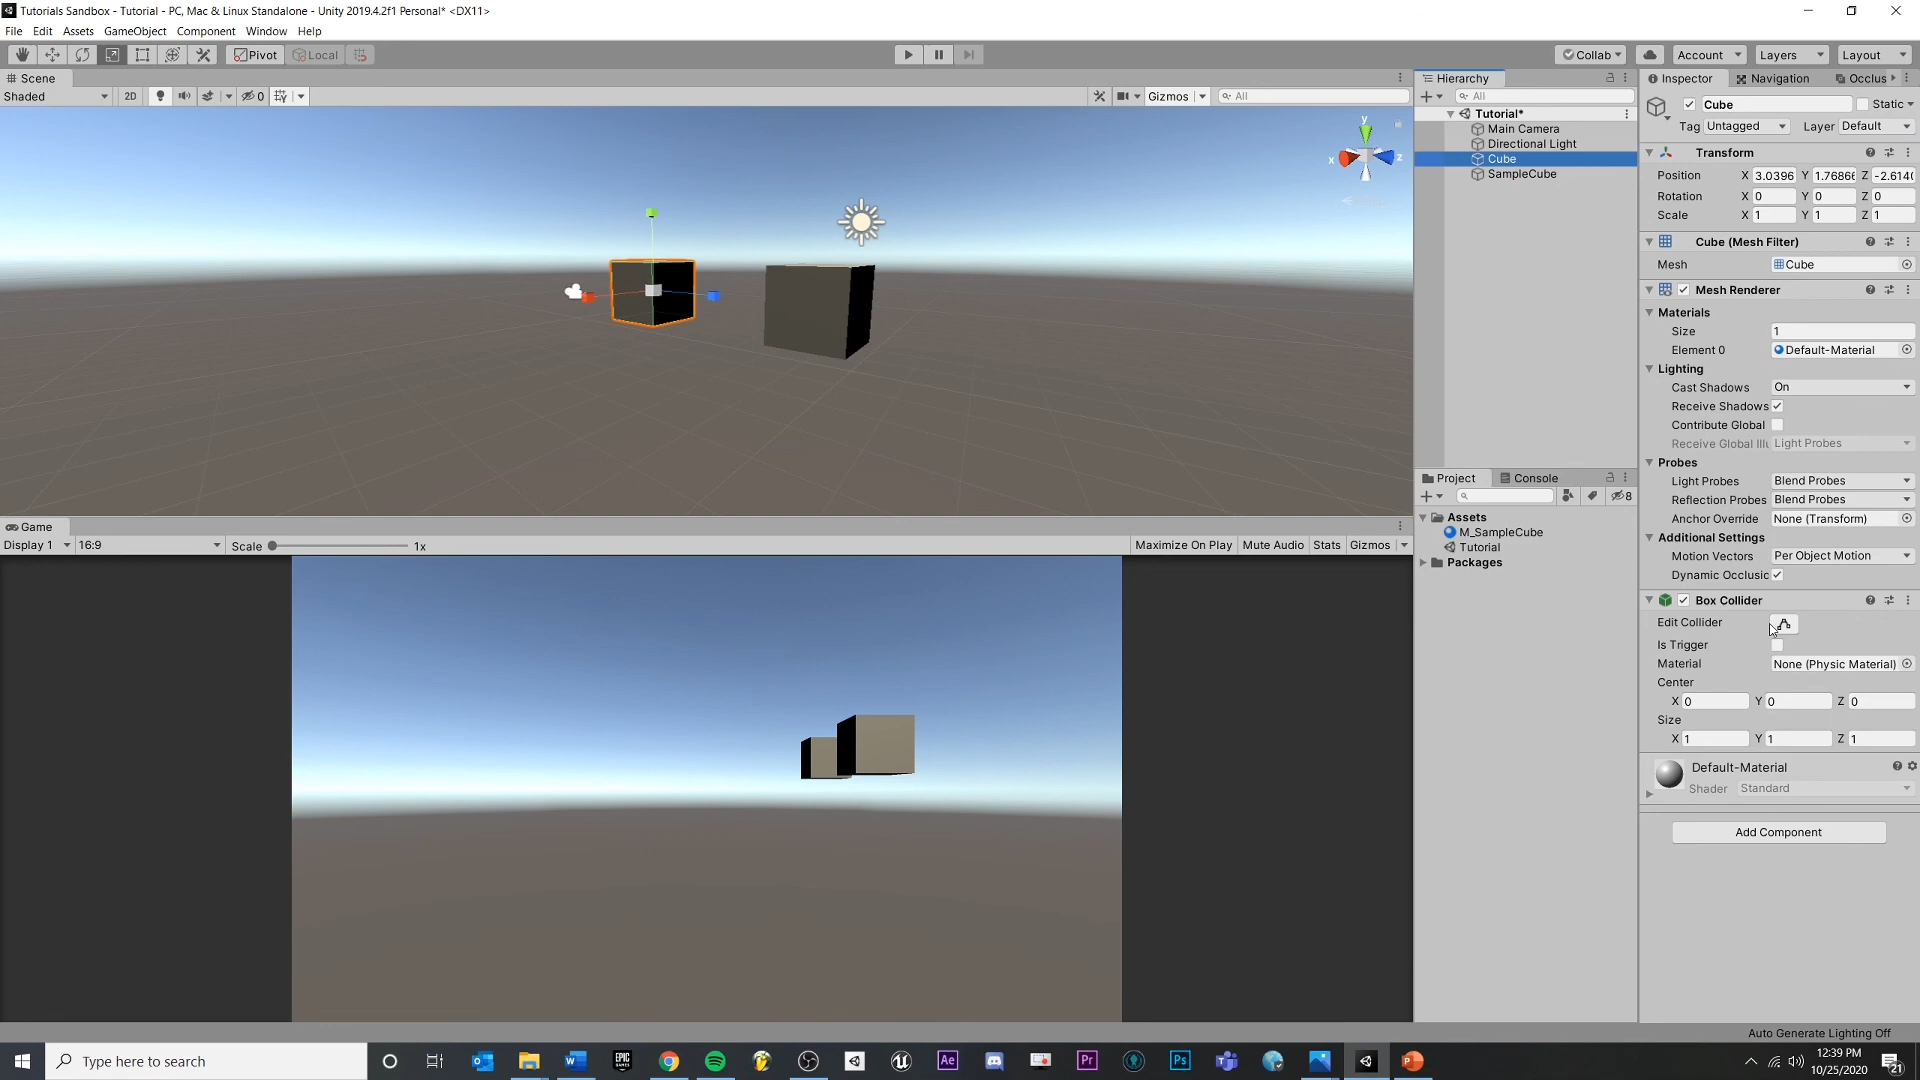 Tutorials Sandbox - Tutorial - PC, Mac & Linux Standalone - Unity 2019.4.2f1 Personal* <DX11>
File Edit Assets GameObject Component Window Help
Pivot Local Collab Account Layers Layout
Scene
Shaded 2D 0 Gizmos All
y
x z
Game
Display 1 16:9 Scale 1x Maximize On Play Mute Audio Stats Gizmos
Hierarchy
All
Tutorial*
Main Camera
Directional Light
Cube
SampleCube
Project Console
8
Assets
M_SampleCube
Tutorial
Packages
Inspector Navigation Occlus
Cube Static
Tag Untagged Layer Default
Transform
Position X 3.0396 Y 1.7686 Z -2.614
Rotation X 0 Y 0 Z 0
Scale X 1 Y 1 Z 1
Cube (Mesh Filter)
Mesh Cube
Mesh Renderer
Materials
Size 1
Element 0 Default-Material
Lighting
Cast Shadows On
Receive Shadows
Contribute Global
Receive Global Illu Light Probes
Probes
Light Probes Blend Probes
Reflection Probes Blend Probes
Anchor Override None (Transform)
Additional Settings
Motion Vectors Per Object Motion
Dynamic Occlusic
Box Collider
Edit Collider
Is Trigger
Material None (Physic Material)
Center
X 0 Y 0 Z 0
Size
X 1 Y 1 Z 1
Default-Material
Shader Standard
Add Component
Auto Generate Lighting Off
Type here to search
EPIC GAMES
Ae
Pr
Ps
12:39 PM
10/25/2020
21